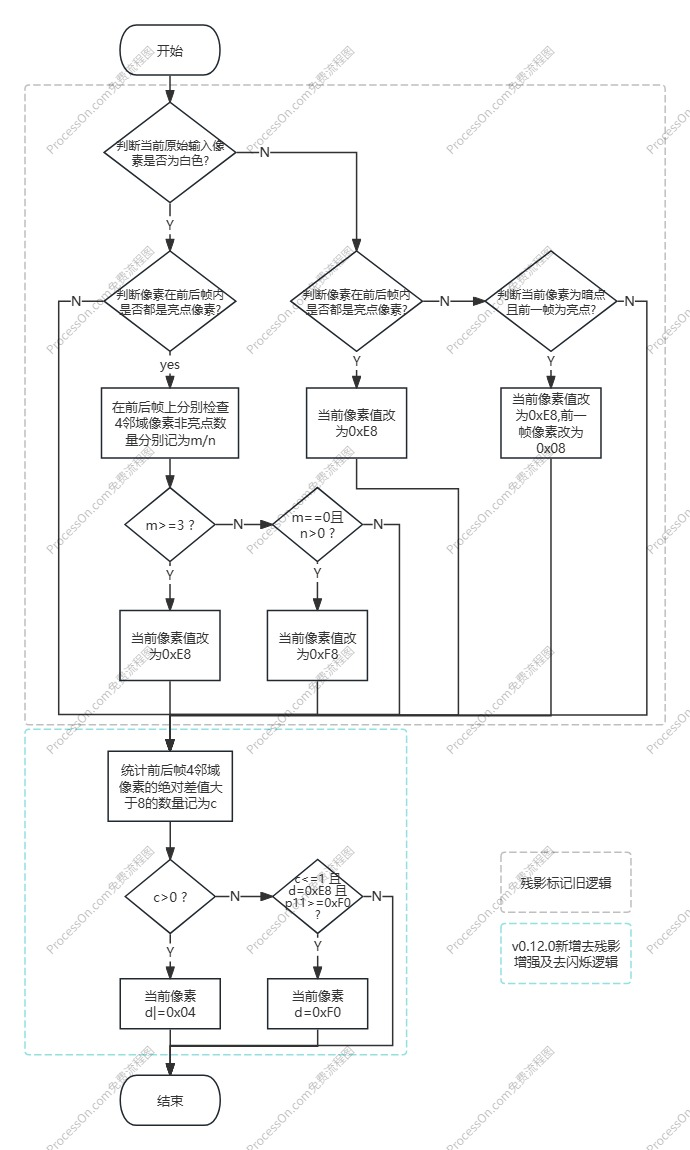 开始
判断当前原始输入像
素是否为白色?
N
Y
判断像素在前后帧内
是否都是亮点像素?
N
yes
判断像素在前后帧内
是否都是亮点像素?
N
Y
判断当前像素为暗点
且前一帧为亮点?
N
Y
在前后帧上分别检查
4邻域像素非亮点数
量分别记为m/n
当前像素值改
为0xE8
当前像素值改
为0xE8,前一
帧像素改为
0x08
m>=3 ?
N
Y
m==0且
n>0 ?
N
Y
当前像素值改
为0xE8
当前像素值改
为0xF8
统计前后帧4邻域
像素的绝对差值大
于8的数量记为c
c>0 ?
N
Y
c<=1 且
d=0xE8 且
p11>=0xF0
?
N
Y
当前像素
d|=0x04
当前像素
d=0xF0
结束
残影标记旧逻辑
v0.12.0新增去残影
增强及去闪烁逻辑
ProcessOn.com免费流程图